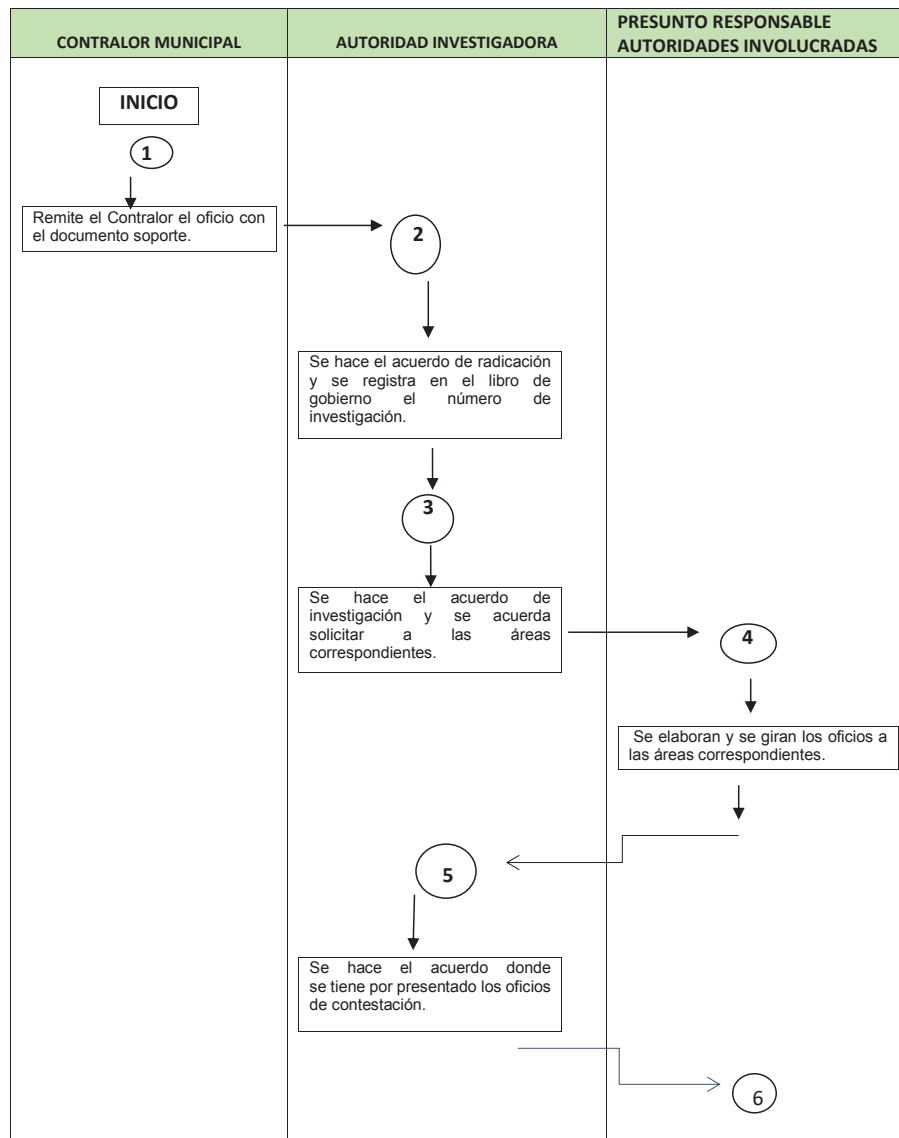 CONTRALOR MUNICIPAL
AUTORIDAD INVESTIGADORA
PRESUNTO RESPONSABLE
AUTORIDADES INVOLUCRADAS
INICIO
1
Remite el Contralor el oficio con
el documento soporte.
2
Se hace el acuerdo de radicación
y se registra en el libro de
gobierno el número de
investigación.
3
Se hace el acuerdo de
investigación y se acuerda
solicitar a las áreas
correspondientes.
4
Se elaboran y se giran los oficios a
las áreas correspondientes.
5
Se hace el acuerdo donde
se tiene por presentado los oficios
de contestación.
6